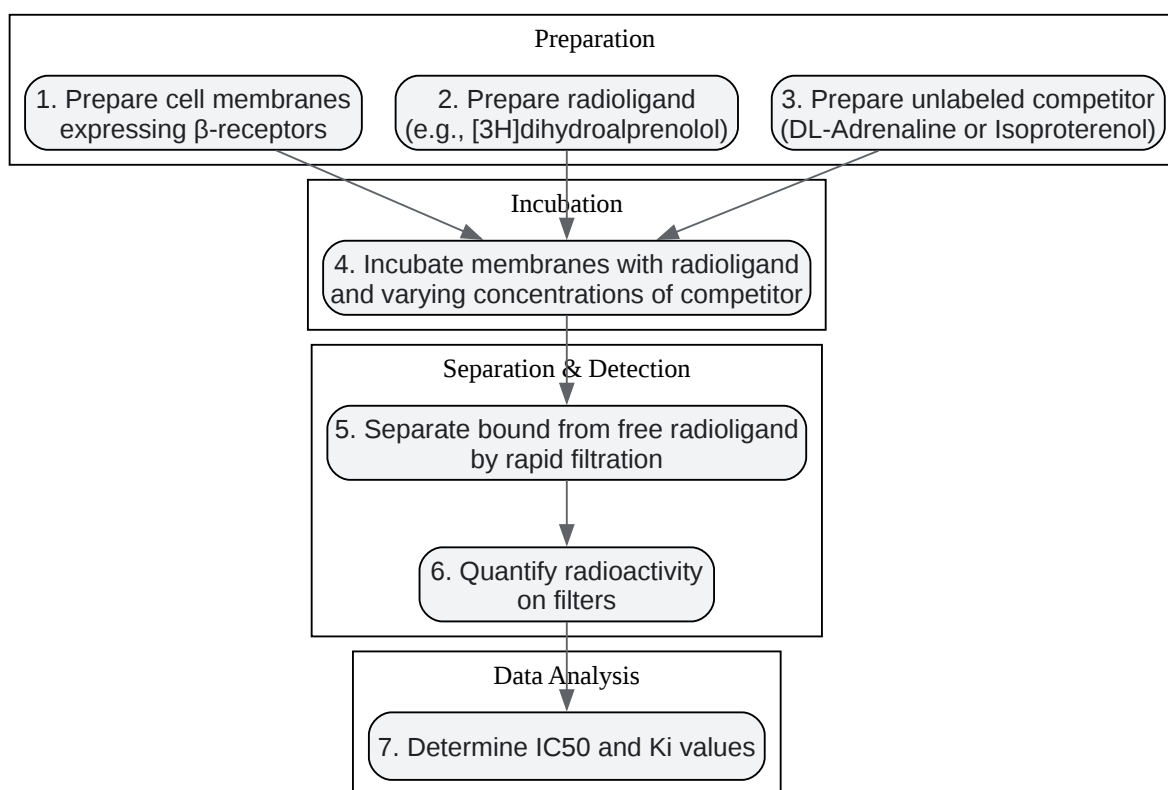 Preparation
1. Prepare cell membranes
expressing β-receptors
2. Prepare radioligand
(e.g., [3H]dihydroalprenolol)
3. Prepare unlabeled competitor
(DL-Adrenaline or Isoproterenol)
Incubation
4. Incubate membranes with radioligand
and varying concentrations of competitor
Separation & Detection
5. Separate bound from free radioligand
by rapid filtration
6. Quantify radioactivity
on filters
Data Analysis
7. Determine IC50 and Ki values